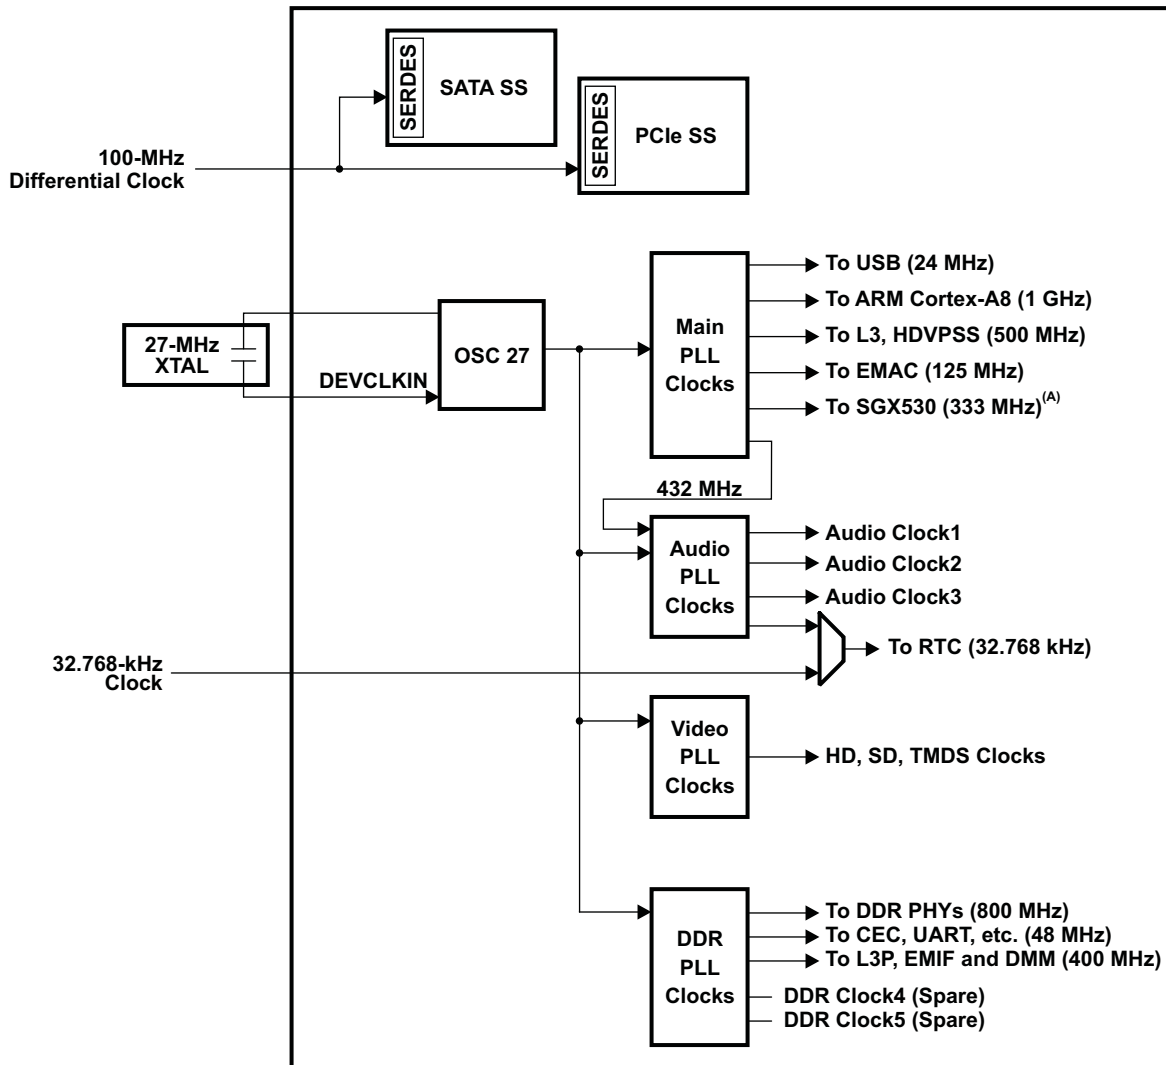 SERDES
SATA SS
SERDES
PCIe SS
100-MHz
Differential Clock
To USB (24 MHz)
To ARM Cortex-A8 (1 GHz)
Main
PLL
Clocks
To L3, HDVPSS (500 MHz)
To EMAC (125 MHz)
To SGX530 (333 MHz)(A)
27-MHz
XTAL
OSC 27
DEVCLKIN
432 MHz
Audio
PLL
Clocks
Audio Clock1
Audio Clock2
Audio Clock3
To RTC (32.768 kHz)
32.768-kHz
Clock
Video
PLL
Clocks
HD, SD, TMDS Clocks
DDR
PLL
Clocks
To DDR PHYs (800 MHz)
To CEC, UART, etc. (48 MHz)
To L3P, EMIF and DMM (400 MHz)
DDR Clock4 (Spare)
DDR Clock5 (Spare)